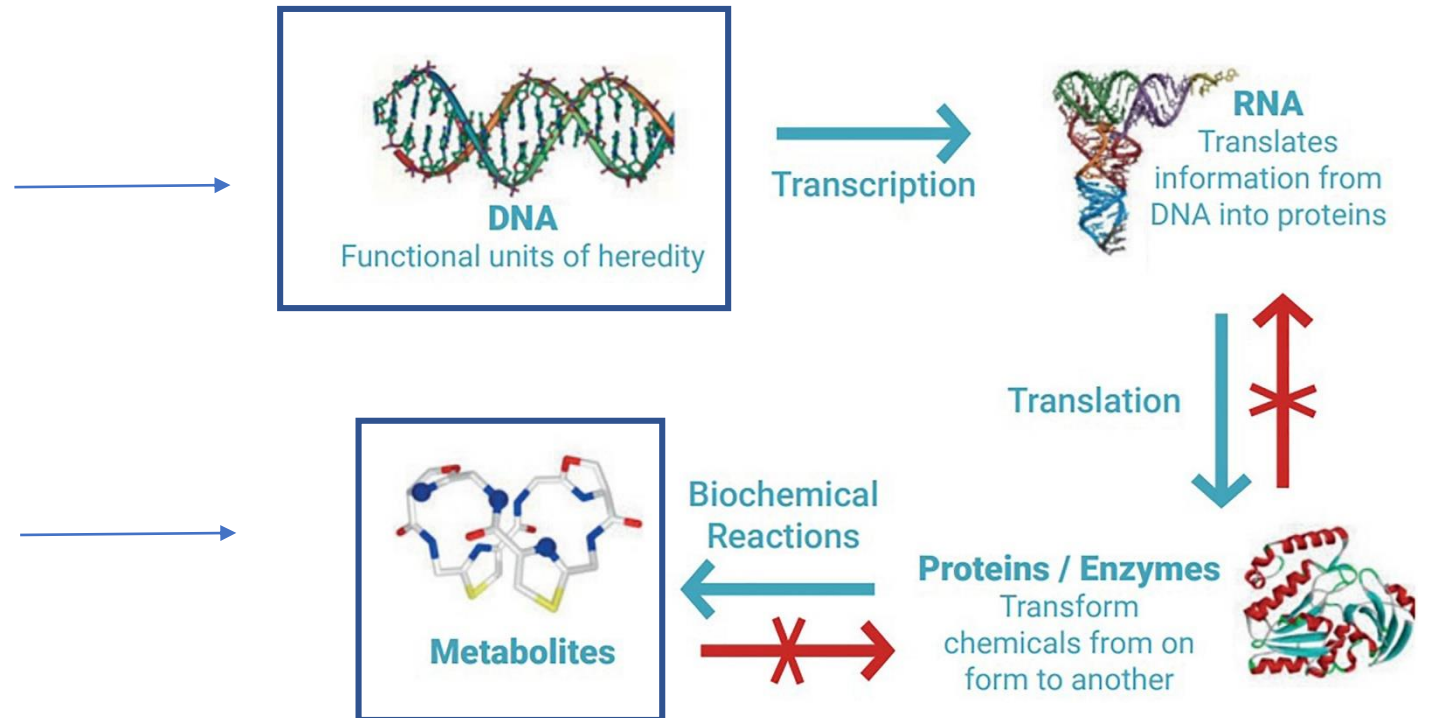 DNA
Functional units of heredity
Transcription
RNA
Translates
information from
DNA into proteins
Translation
Biochemical
Reactions
Proteins / Enzymes
Transform
chemicals from on
form to another
Metabolites